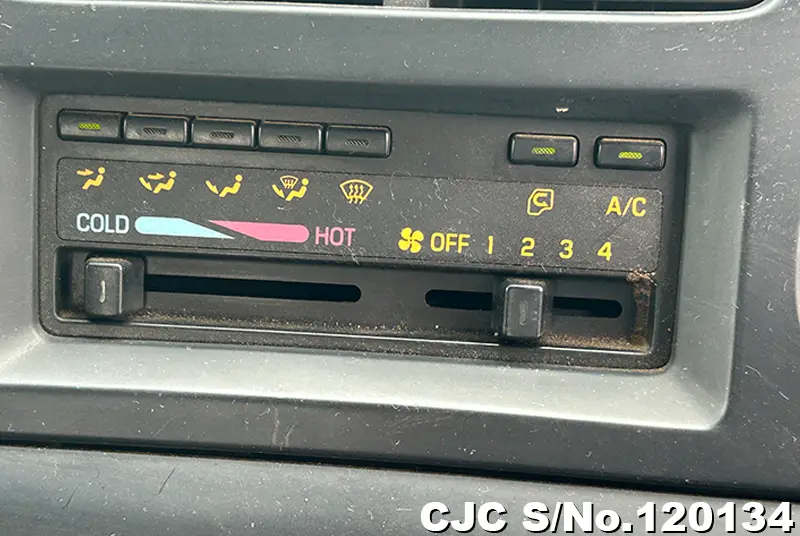 A/C
COLD HOT OFF 1 2 3 4
CJC S/No.120134